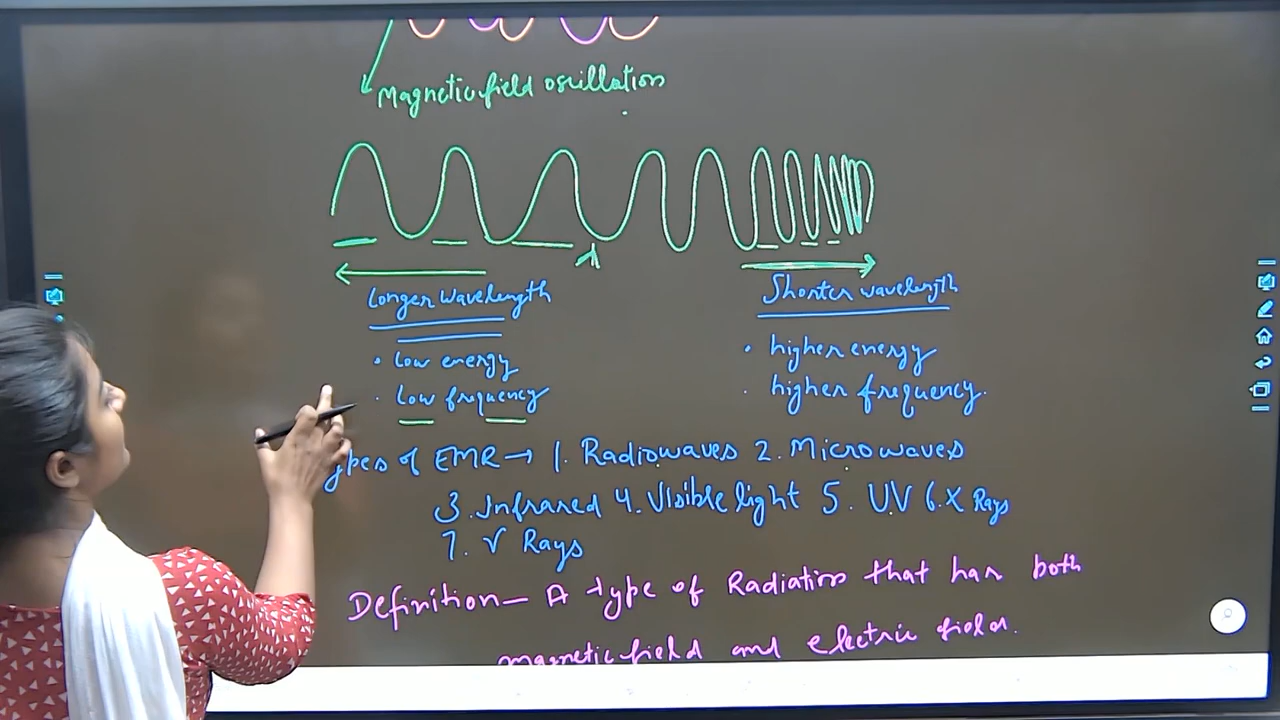 Magnetic field oscillation
λ
Longer wavelength
Shorter wavelength
• Low energy
• higher energy
• Low frequency
• higher frequency.
ypes of EMR → 1. Radiowaves 2. Microwaves
3. Infrared 4. Visible light 5. UV 6. X Rays
7. γ Rays
Definition – A type of Radiation that has both
magnetic field and electric field.